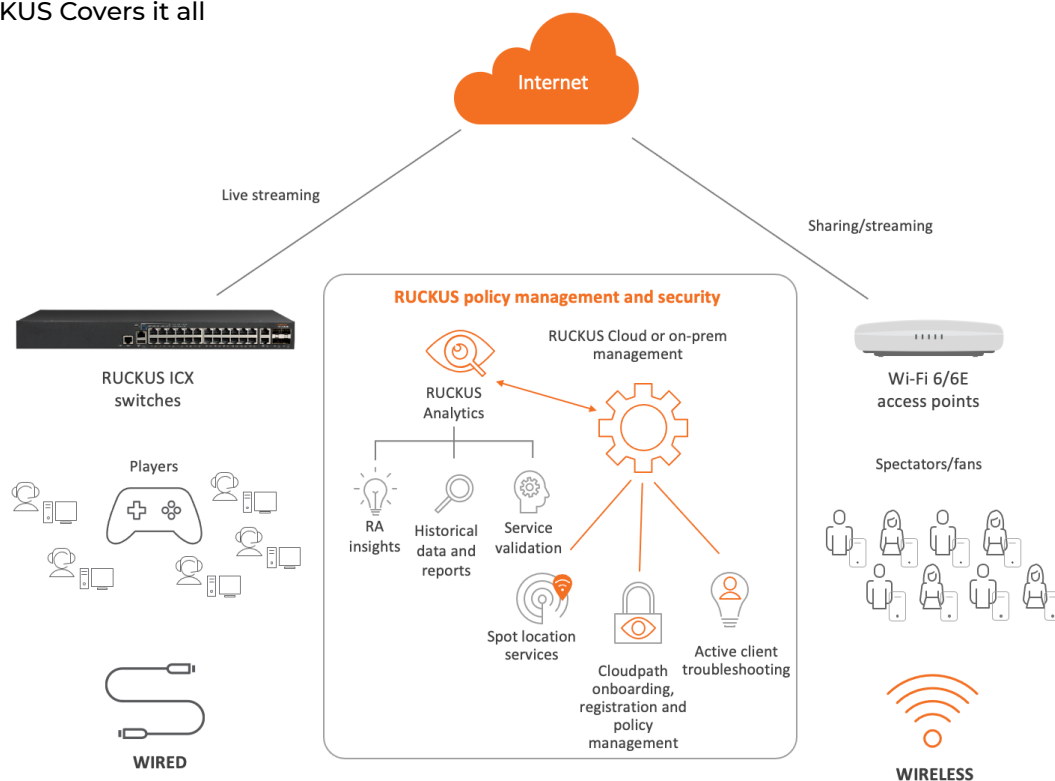 KUS Covers it all
Internet
Live streaming
Sharing/streaming
RUCKUS policy management and security
RUCKUS Cloud or on-prem
management
RUCKUS
Analytics
RUCKUS ICX
switches
Wi-Fi 6/6E
access points
Players
Spectators/fans
RA
insights
Historical
data and
reports
Service
validation
Spot location
services
Cloudpath
onboarding,
registration and
policy
management
Active client
troubleshooting
WIRED
WIRELESS